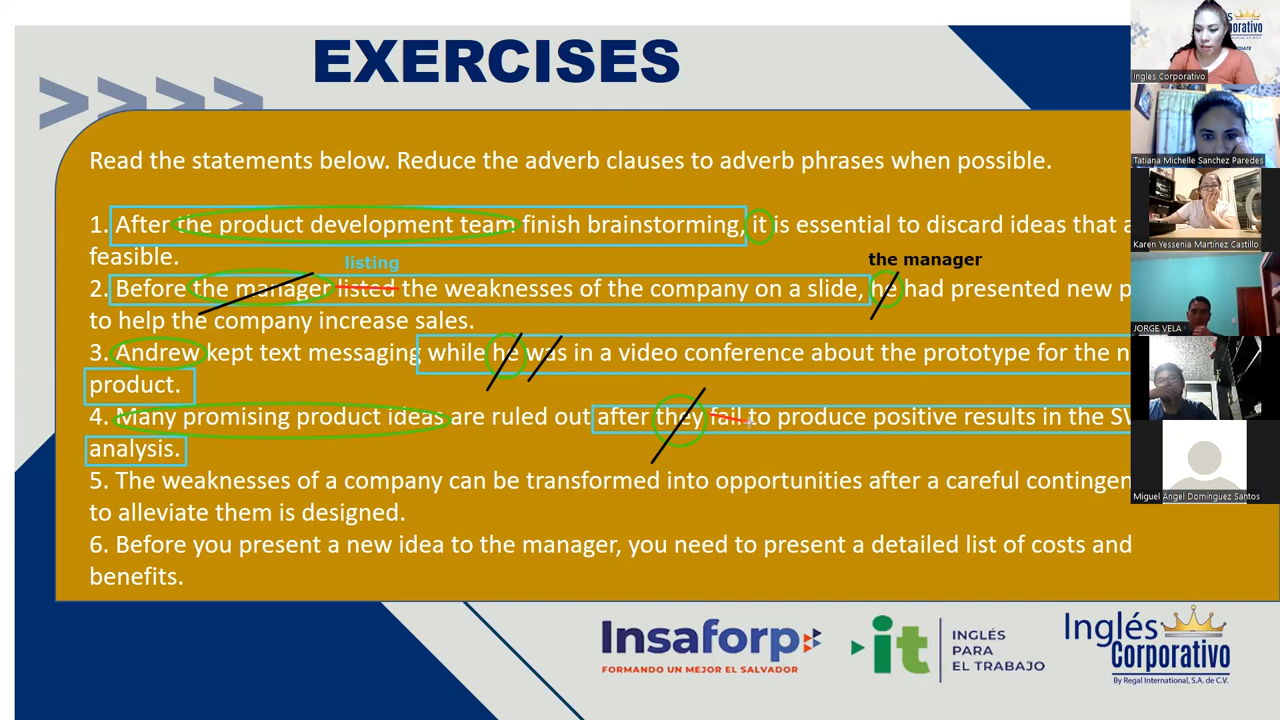 EXERCISES
Read the statements below. Reduce the adverb clauses to adverb phrases when possible.
1. After the product development team finish brainstorming, it is essential to discard ideas that a
feasible.
listing
the manager
2. Before the manager listed the weaknesses of the company on a slide, he had presented new p
to help the company increase sales.
3. Andrew kept text messaging while he was in a video conference about the prototype for the n
product.
4. Many promising product ideas are ruled out after they fail to produce positive results in the SV
analysis.
5. The weaknesses of a company can be transformed into opportunities after a careful contingen
to alleviate them is designed.
6. Before you present a new idea to the manager, you need to present a detailed list of costs and
benefits.
Insaforp
FORMANDO UN MEJOR EL SALVADOR
it
INGLÉS
PARA
EL TRABAJO
Inglés
Corporativo
By Regal International, S.A. de C.V.
Ingles Corporativo
Tatiana Michelle Sanchez Paredes
Karen Yessenia Martínez Castillo
JORGE VELA
Miguel Angel Domínguez Santos